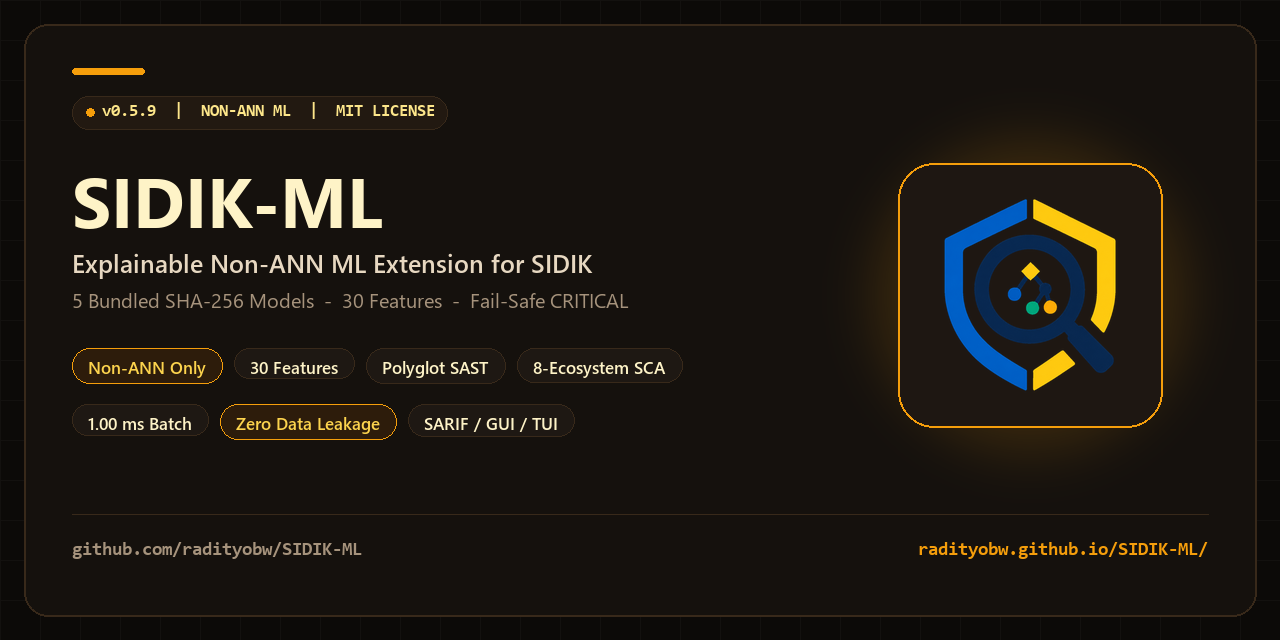 v0.5.9 | NON-ANN ML | MIT LICENSE
SIDIK-ML
Explainable Non-ANN ML Extension for SIDIK
5 Bundled SHA-256 Models - 30 Features - Fail-Safe CRITICAL
Non-ANN Only 30 Features Polyglot SAST 8-Ecosystem SCA
1.00 ms Batch Zero Data Leakage SARIF / GUI / TUI
github.com/radityobw/SIDIK-ML radityobw.github.io/SIDIK-ML/